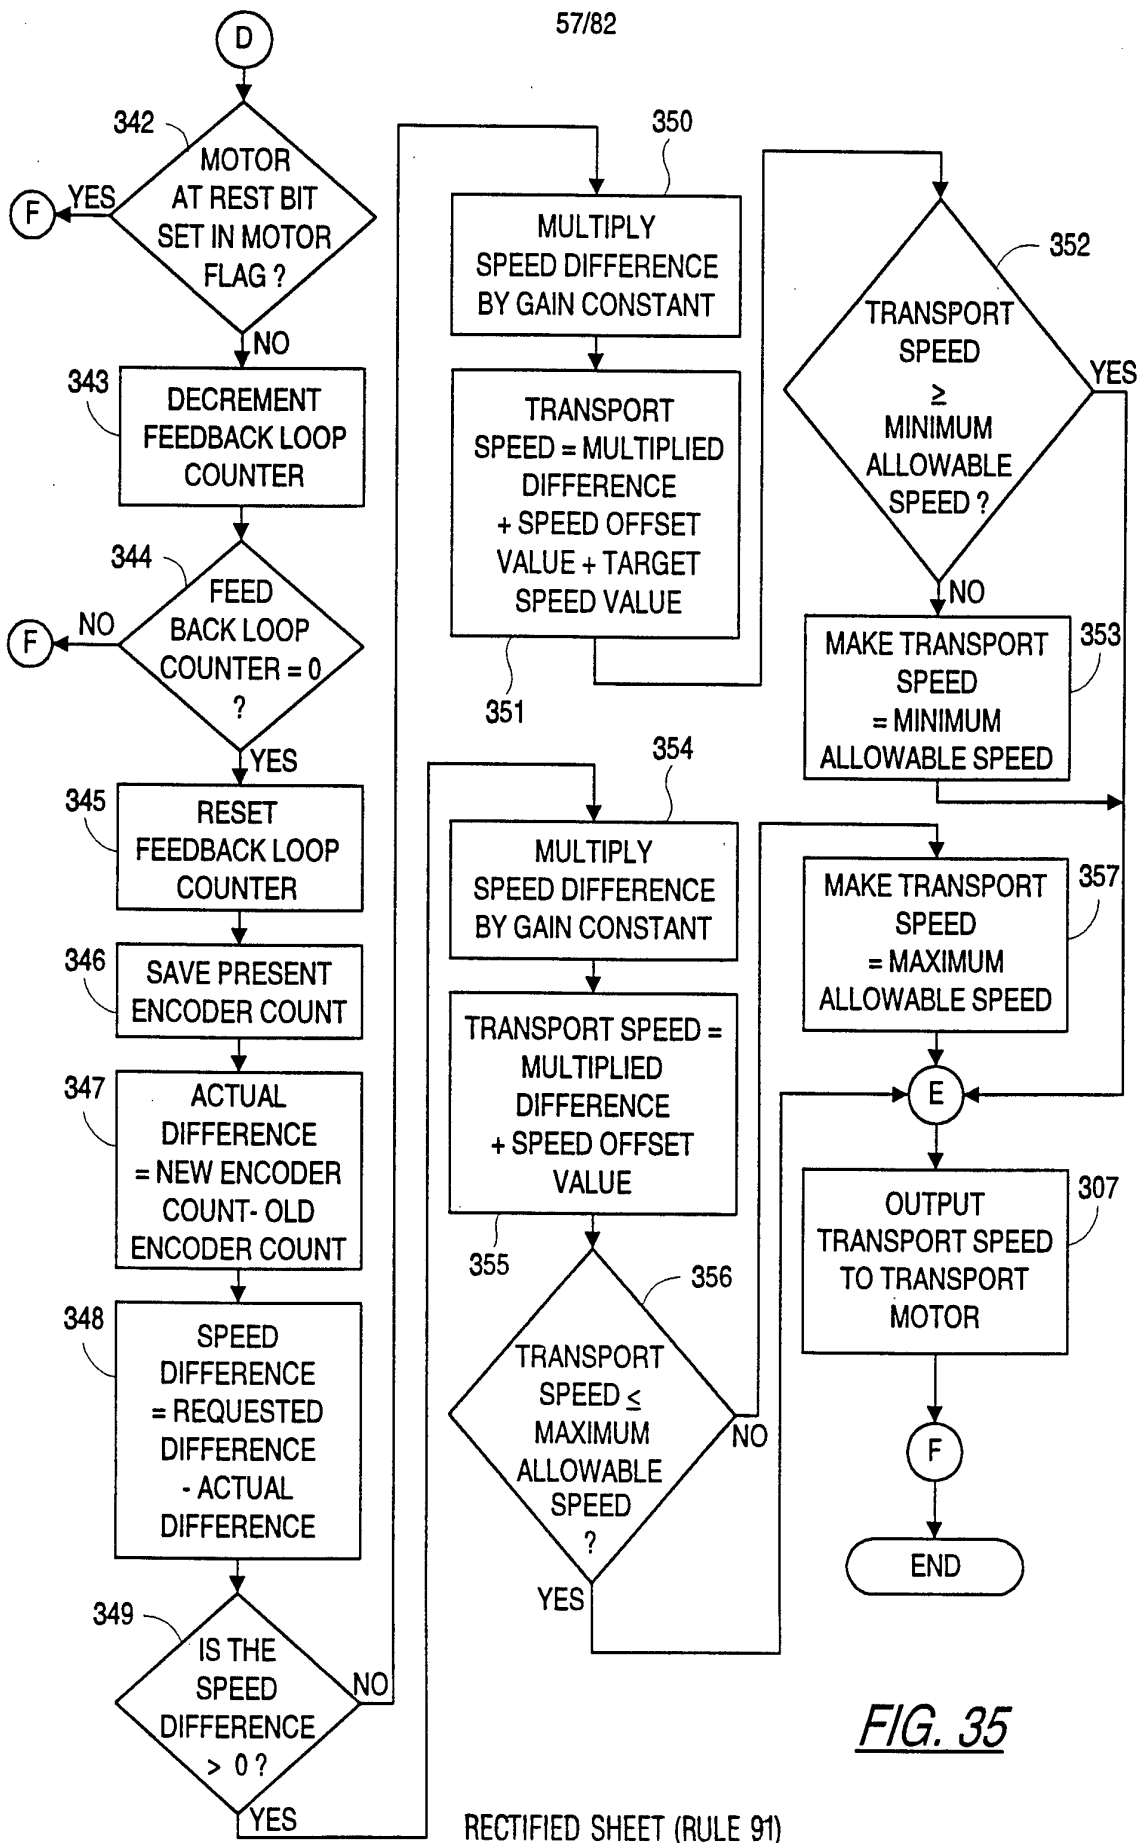 57/82
D
342
MOTOR
AT REST BIT
SET IN MOTOR
FLAG ?
YES
F
NO
343
DECREMENT
FEEDBACK LOOP
COUNTER
344
FEED
BACK LOOP
COUNTER = 0
?
NO
F
YES
345
RESET
FEEDBACK LOOP
COUNTER
346
SAVE PRESENT
ENCODER COUNT
347
ACTUAL
DIFFERENCE
= NEW ENCODER
COUNT- OLD
ENCODER COUNT
348
SPEED
DIFFERENCE
= REQUESTED
DIFFERENCE
- ACTUAL
DIFFERENCE
349
IS THE
SPEED
DIFFERENCE
> 0 ?
NO
YES
350
MULTIPLY
SPEED DIFFERENCE
BY GAIN CONSTANT
TRANSPORT
SPEED = MULTIPLIED
DIFFERENCE
+ SPEED OFFSET
VALUE + TARGET
SPEED VALUE
351
352
TRANSPORT
SPEED
≥
MINIMUM
ALLOWABLE
SPEED ?
YES
NO
353
MAKE TRANSPORT
SPEED
= MINIMUM
ALLOWABLE SPEED
354
MULTIPLY
SPEED DIFFERENCE
BY GAIN CONSTANT
TRANSPORT SPEED =
MULTIPLIED
DIFFERENCE
+ SPEED OFFSET
VALUE
355
356
TRANSPORT
SPEED ≤
MAXIMUM
ALLOWABLE
SPEED
?
NO
YES
357
MAKE TRANSPORT
SPEED
= MAXIMUM
ALLOWABLE SPEED
E
307
OUTPUT
TRANSPORT SPEED
TO TRANSPORT
MOTOR
F
END
FIG. 35
RECTIFIED SHEET (RULE 91)